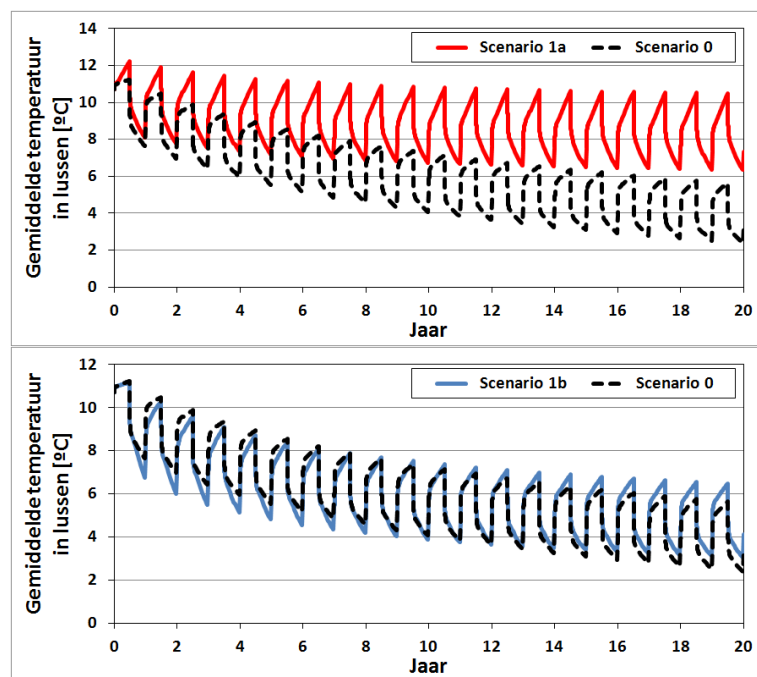 Gemiddelde temperatuur
in lussen [ºC]
14
12
10
8
6
4
2
0
Scenario 1a
Scenario 0
0 2 4 6 8 10 12 14 16 18 20
Jaar
Gemiddelde temperatuur
in lussen [ºC]
12
10
8
6
4
2
0
Scenario 1b
Scenario 0
0 2 4 6 8 10 12 14 16 18 20
Jaar